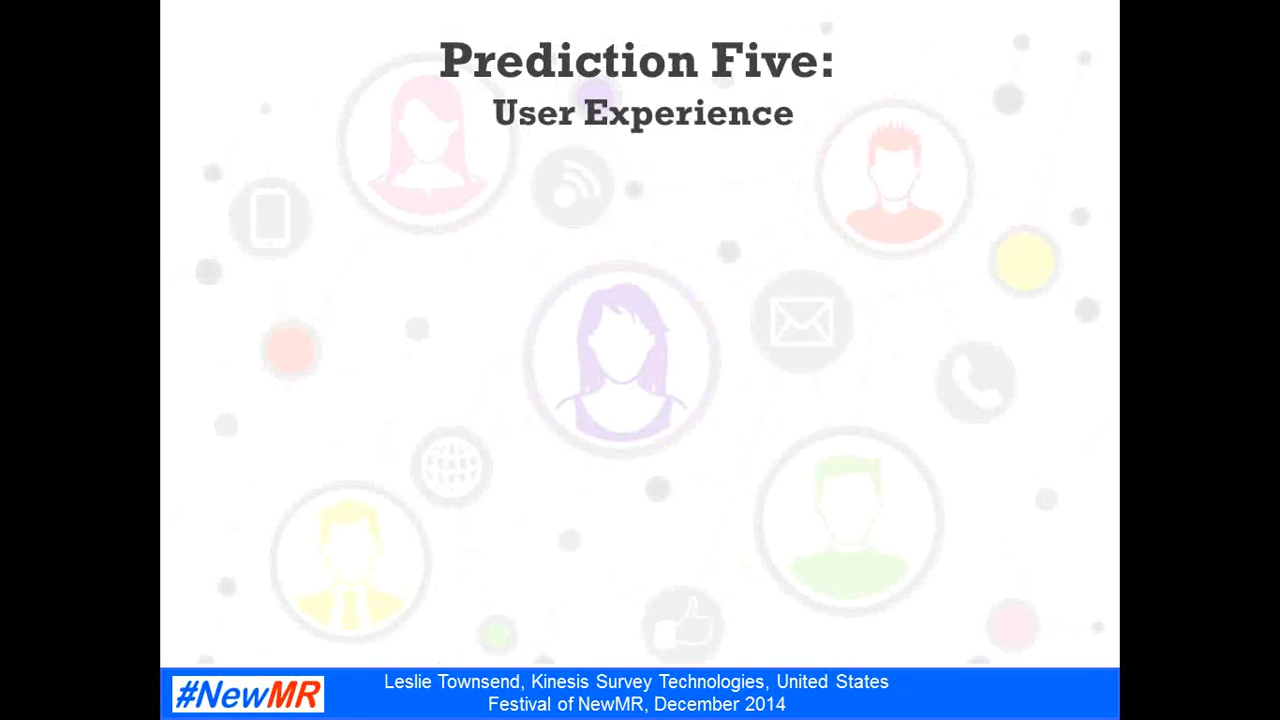 Prediction Five:
User Experience
#NewMR
Leslie Townsend, Kinesis Survey Technologies, United States
Festival of NewMR, December 2014